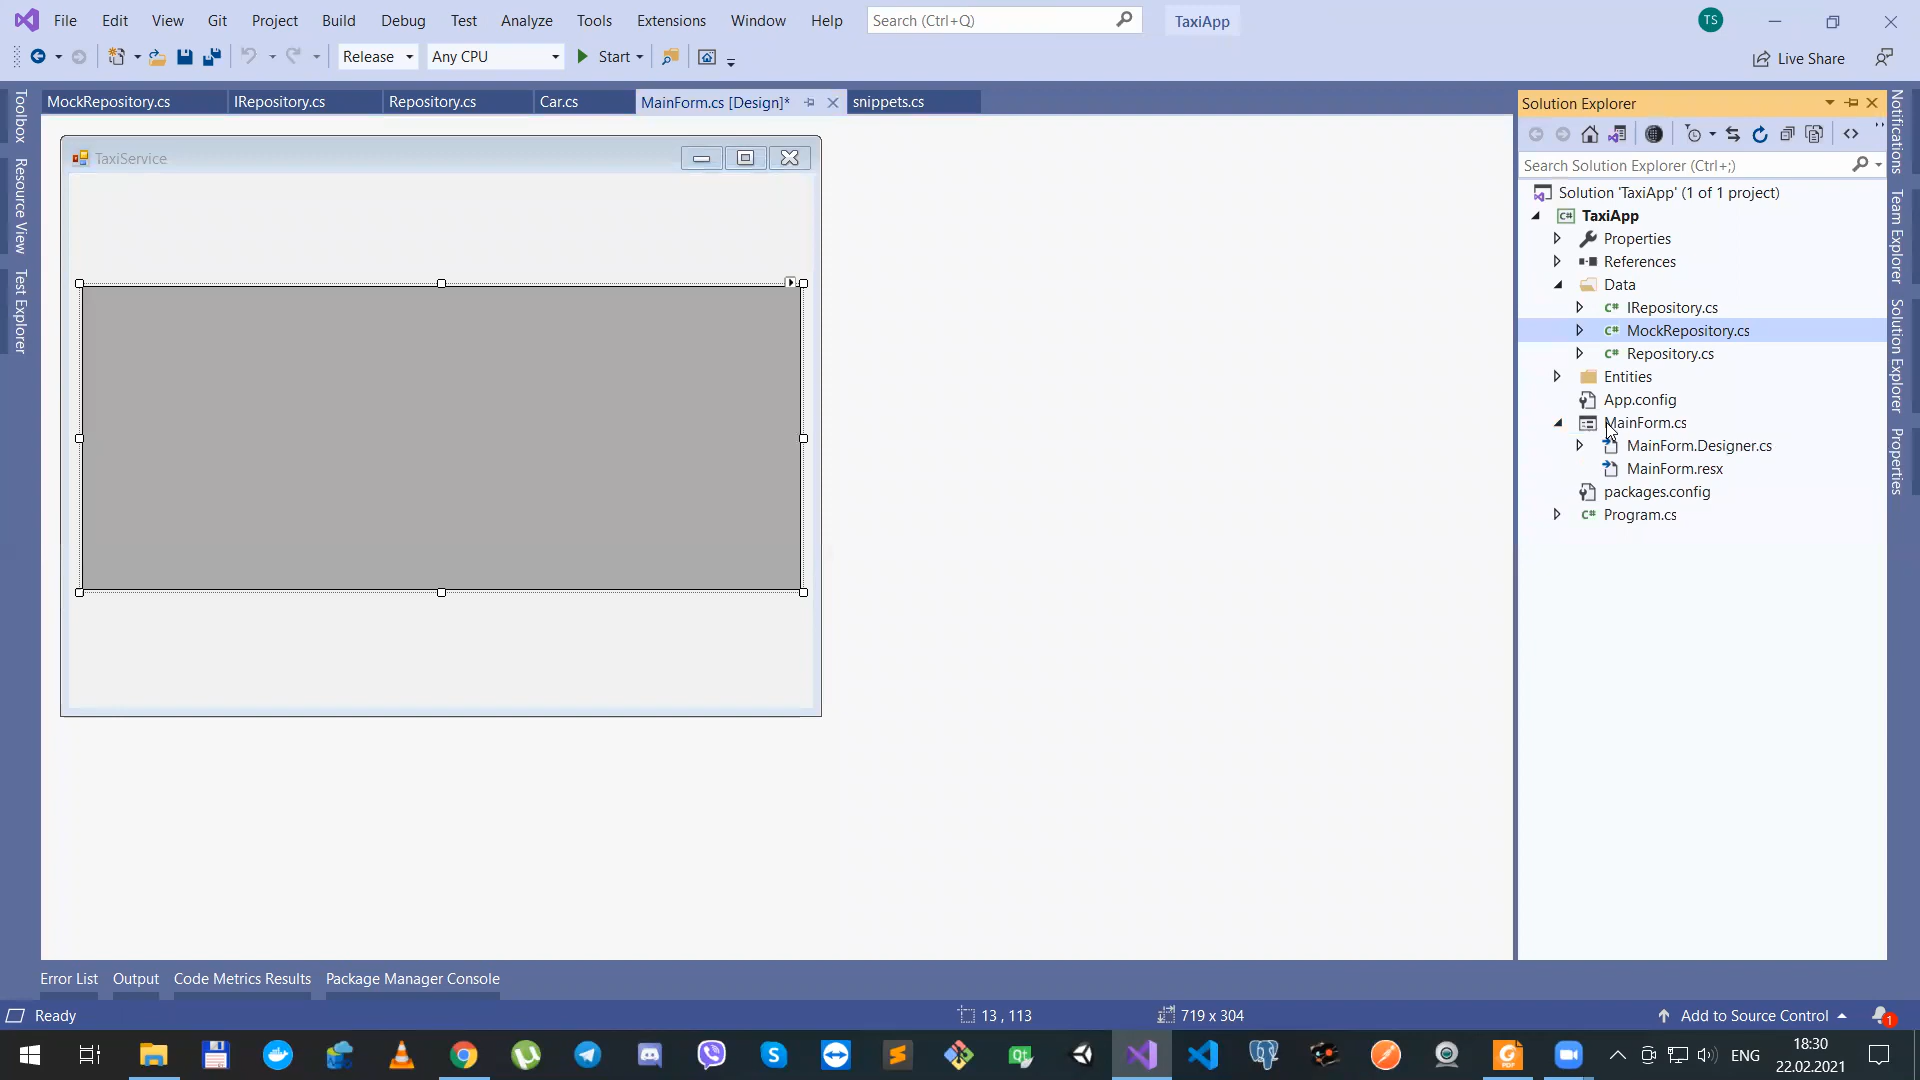 File Edit View Git Project Build Debug Test Analyze Tools Extensions Window Help Search (Ctrl+Q) TaxiApp TS
Release Any CPU Start Live Share
MockRepository.cs IRepository.cs Repository.cs Car.cs MainForm.cs [Design]* snippets.cs
Toolbox
Resource View
Test Explorer
TaxiService
Solution Explorer
Search Solution Explorer (Ctrl+;)
Solution 'TaxiApp' (1 of 1 project)
C# TaxiApp
Properties
References
Data
C# IRepository.cs
C# MockRepository.cs
C# Repository.cs
Entities
App.config
MainForm.cs
MainForm.Designer.cs
MainForm.resx
packages.config
C# Program.cs
Notifications
Team Explorer
Solution Explorer
Properties
Error List Output Code Metrics Results Package Manager Console
Ready 13 , 113 719 x 304 Add to Source Control 1
ENG
18:30
22.02.2021